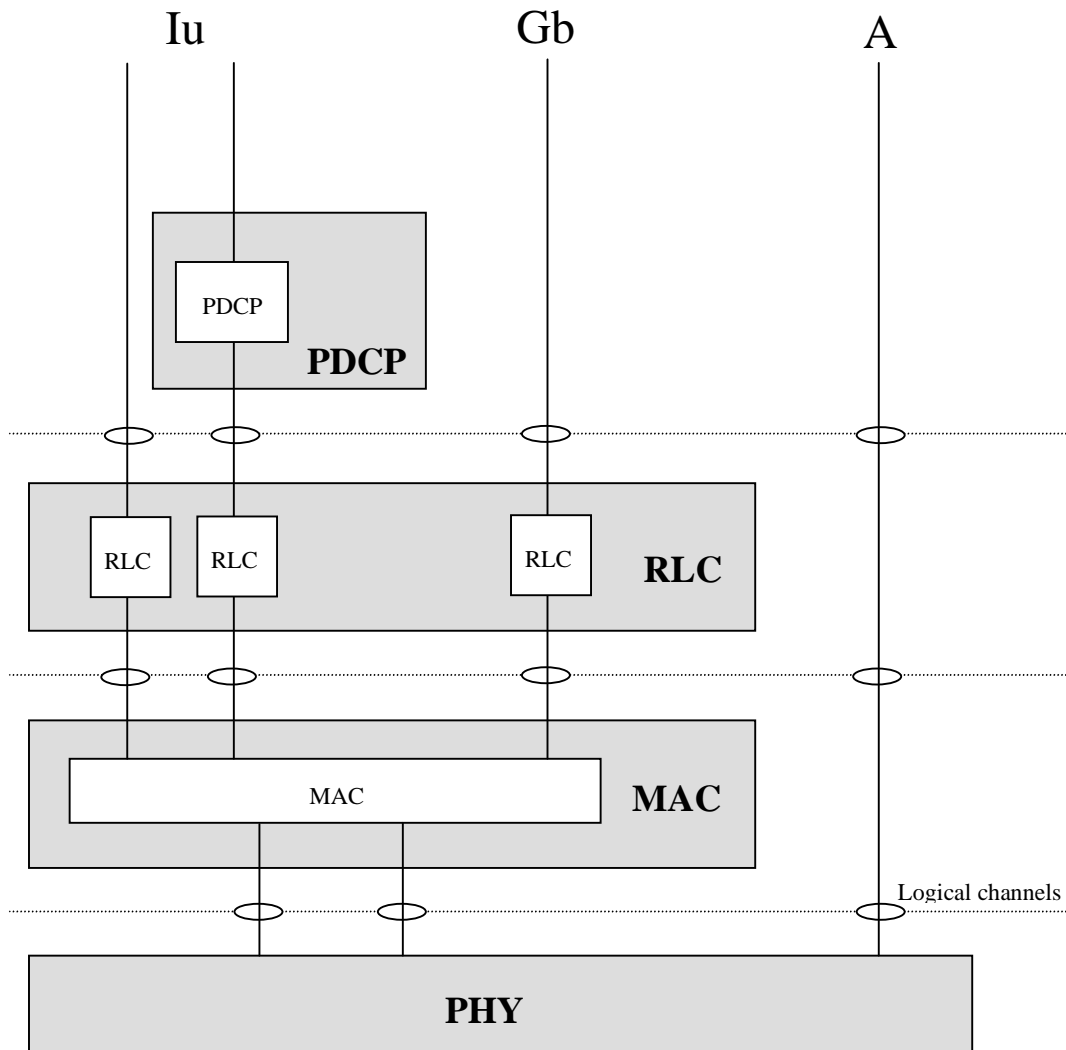 Iu
Gb
A
PDCP
PDCP
RLC
RLC
RLC
RLC
MAC
MAC
Logical channels
PHY